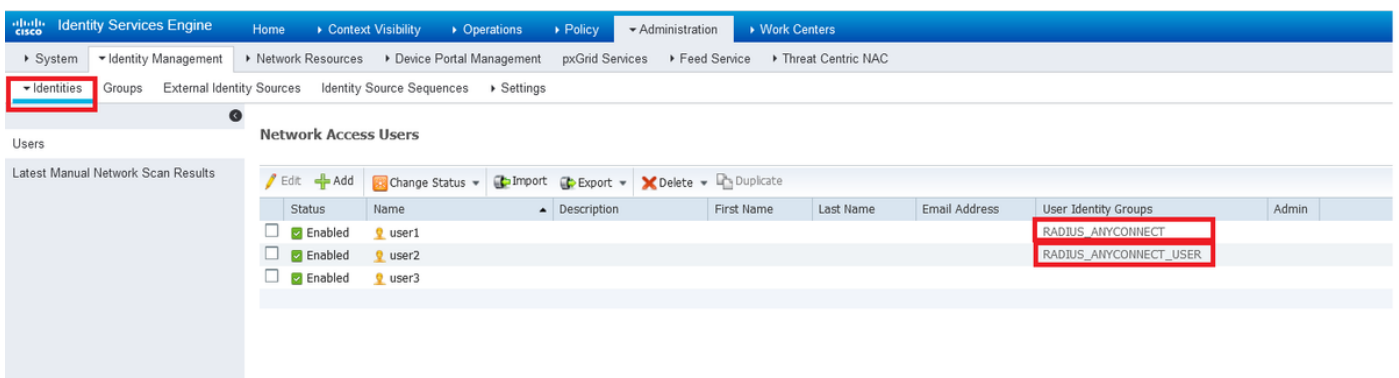 cisco Identity Services Engine Home Context Visibility Operations Policy Administration Work Centers
System Identity Management Network Resources Device Portal Management pxGrid Services Feed Service Threat Centric NAC
Identities Groups External Identity Sources Identity Source Sequences Settings
Users
Latest Manual Network Scan Results
Network Access Users
Edit Add Change Status Import Export Delete Duplicate
Status Name Description First Name Last Name Email Address User Identity Groups Admin
Enabled user1 RADIUS_ANYCONNECT
Enabled user2 RADIUS_ANYCONNECT_USER
Enabled user3